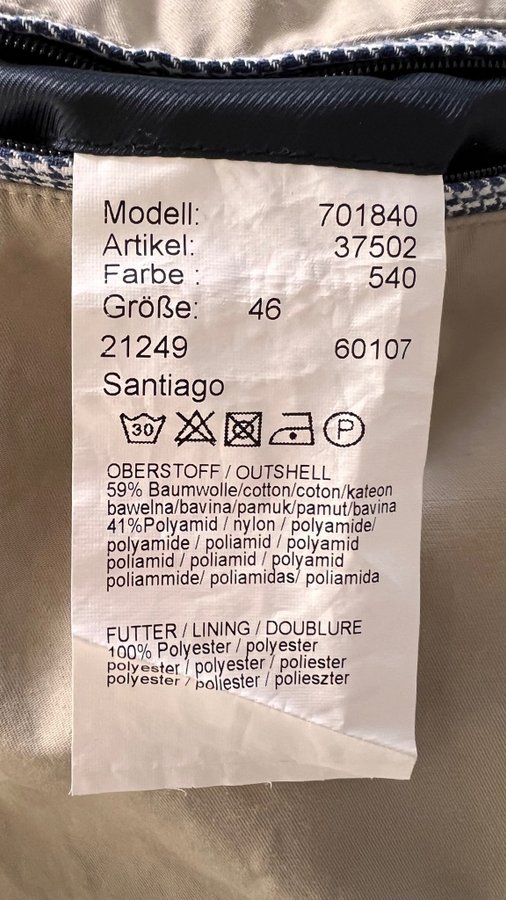 Modell: 701840
Artikel: 37502
Farbe : 540
Größe: 46
21249 60107
Santiago
30 P
OBERSTOFF / OUTSHELL
59% Baumwolle/cotton/coton/kateon
bawelna/bavina/pamuk/pamut/bavina
41%Polyamid / nylon / polyamide/
polyamide / poliamid / polyamid
poliamid / poliamid / polyamid
poliammide/ poliamidas/ poliamida
FUTTER / LINING / DOUBLURE
100% Polyester / polyester
polyester / polyester / poliester
polyester / poliester / polieszter